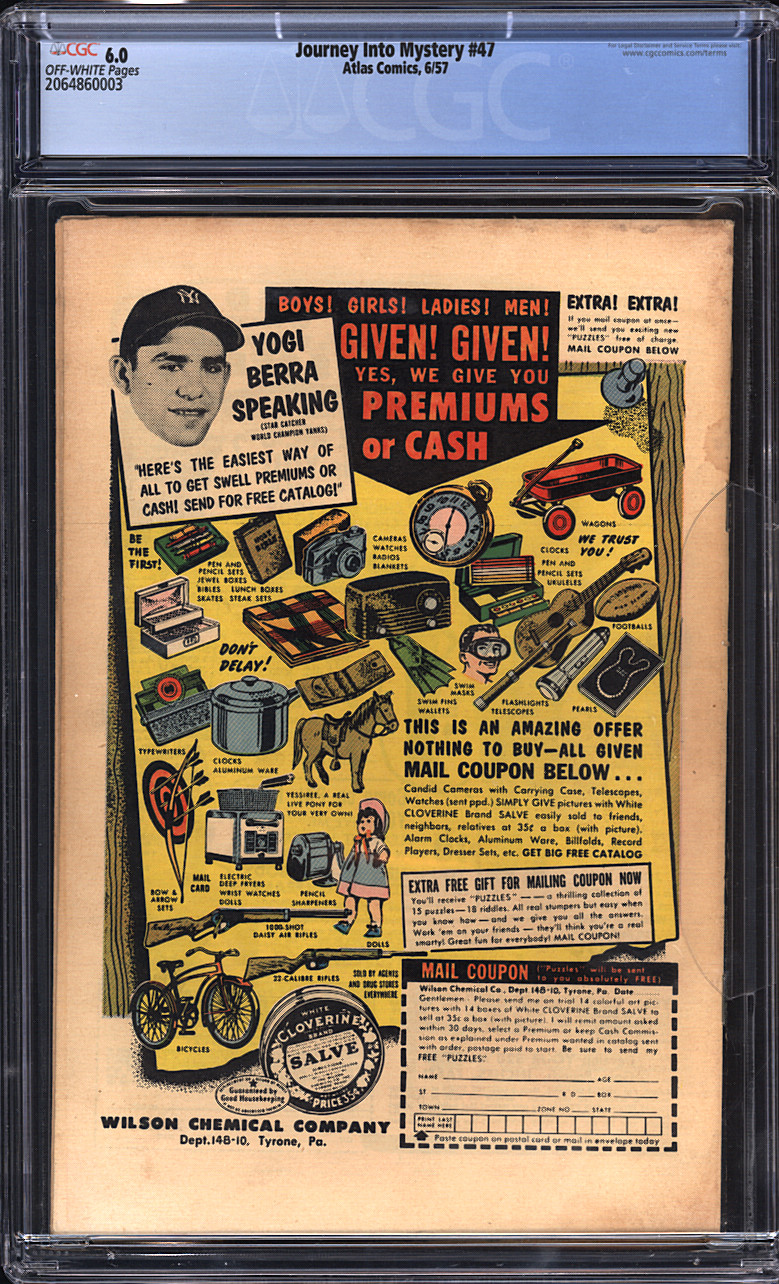 CGC 6.0
OFF-WHITE Pages
2064860003
Journey Into Mystery #47
Atlas Comics, 6/57
For Legal Disclaimer and Service Terms please visit:
www.cgccomics.com/terms
CGC
BOYS! GIRLS! LADIES! MEN!
GIVEN! GIVEN!
YES, WE GIVE YOU
PREMIUMS
or CASH
EXTRA! EXTRA!
If you mail coupon at once—
we'll send you exciting new
"PUZZLES" free of charge.
MAIL COUPON BELOW
NY
YOGI
BERRA
SPEAKING
(STAR CATCHER
WORLD CHAMPION YANKS)
"HERE'S THE EASIEST WAY OF
ALL TO GET SWELL PREMIUMS OR
CASH! SEND FOR FREE CATALOG!"
BE
THE
FIRST!
PEN AND
PENCIL SETS
JEWEL BOXES
BIBLES LUNCH BOXES
SKATES STEAK SETS
HOLY
BIBLE
CAMERAS
WATCHES
RADIOS
BLANKETS
WAGONS
CLOCKS
WE TRUST
YOU!
PEN AND
PENCIL SETS
UKULELES
FOOTBALLS
DON'T
DELAY!
SWIM
MASKS
SWIM FINS
WALLETS
FLASHLIGHTS
TELESCOPES
PEARLS
TYPEWRITERS
CLOCKS
ALUMINUM WARE
YESSIREE, A REAL
LIVE PONY FOR
YOUR VERY OWN!
THIS IS AN AMAZING OFFER
NOTHING TO BUY—ALL GIVEN
MAIL COUPON BELOW...
Candid Cameras with Carrying Case, Telescopes,
Watches (sent ppd.) SIMPLY GIVE pictures with White
CLOVERINE Brand SALVE easily sold to friends,
neighbors, relatives at 35¢ a box (with picture).
Alarm Clocks, Aluminum Ware, Billfolds, Record
Players, Dresser Sets, etc. GET BIG FREE CATALOG
BOW &
ARROW
SETS
MAIL
CARD
ELECTRIC
DEEP FRYERS
WRIST WATCHES
DOLLS
PENCIL
SHARPENERS
DOLLS
1000-SHOT
DAISY AIR RIFLES
22-CALIBRE RIFLES
SOLD BY AGENTS
AND DRUG STORES
EVERYWHERE
BICYCLES
EXTRA FREE GIFT FOR MAILING COUPON NOW
You'll receive "PUZZLES" — — a thrilling collection of
15 puzzles—18 riddles. All real stumpers but easy when
you know how — and we give you all the answers.
Work 'em on your friends — they'll think you're a real
smarty! Great fun for everybody! MAIL COUPON!
WHITE
CLOVERINE
BRAND
SALVE
PRICE 35¢
Guaranteed by
Good Housekeeping
WILSON CHEMICAL COMPANY
Dept.148-10, Tyrone, Pa.
MAIL COUPON ("Puzzles" will be sent
to you absolutely FREE)
Wilson Chemical Co., Dept 148-10, Tyrone, Pa. Date
Gentlemen: Please send me on trial 14 colorful art pic-
tures with 14 boxes of White CLOVERINE Brand SALVE to
sell at 35¢ a box (with picture). I will remit amount asked
within 30 days, select a Premium or keep Cash Commis-
sion as explained under Premium wanted in catalog sent
with order, postage paid to start. Be sure to send my
FREE "PUZZLES".
NAME AGE
ST R D BOX
TOWN ZONE NO STATE
PRINT LAST
NAME HERE
Paste coupon on postal card or mail in envelope today